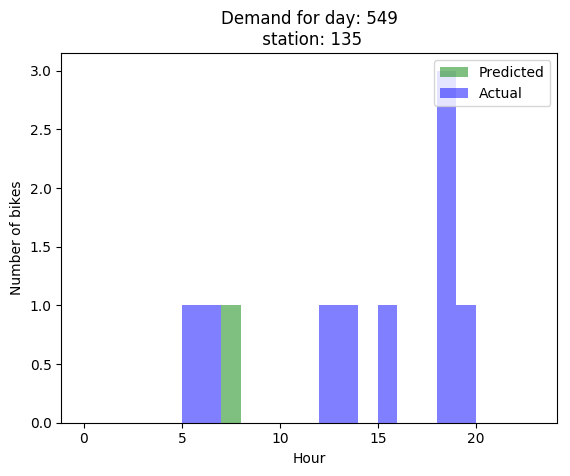 Demand for day: 549
station: 135
Predicted
Actual
Number of bikes
3.0
2.5
2.0
1.5
1.0
0.5
0.0
0 5 10 15 20
Hour